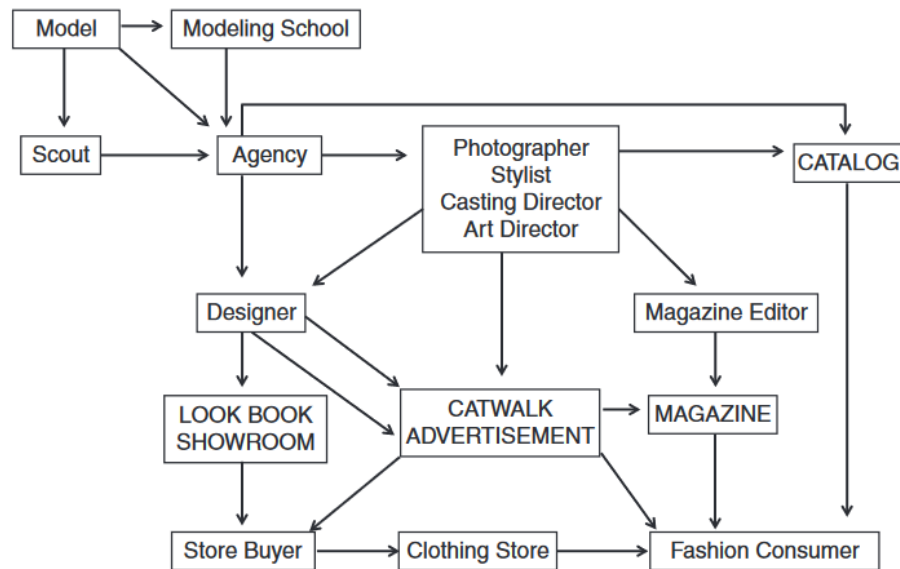 Model
Modeling School
Scout
Agency
Photographer
Stylist
Casting Director
Art Director
CATALOG
Designer
Magazine Editor
LOOK BOOK
SHOWROOM
CATWALK
ADVERTISEMENT
MAGAZINE
Store Buyer
Clothing Store
Fashion Consumer